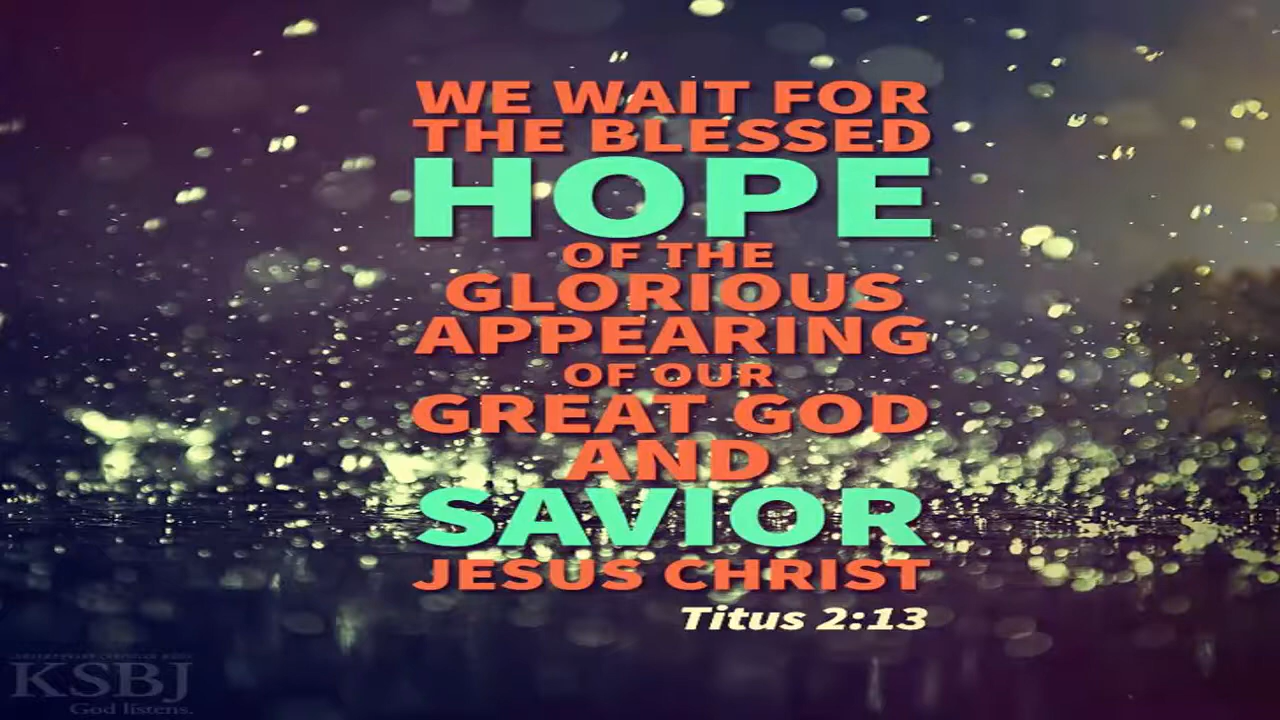 WE WAIT FOR
THE BLESSED
HOPE
OF THE
GLORIOUS
APPEARING
OF OUR
GREAT GOD
AND
SAVIOR
JESUS CHRIST
Titus 2:13
KSBJ
God listens.